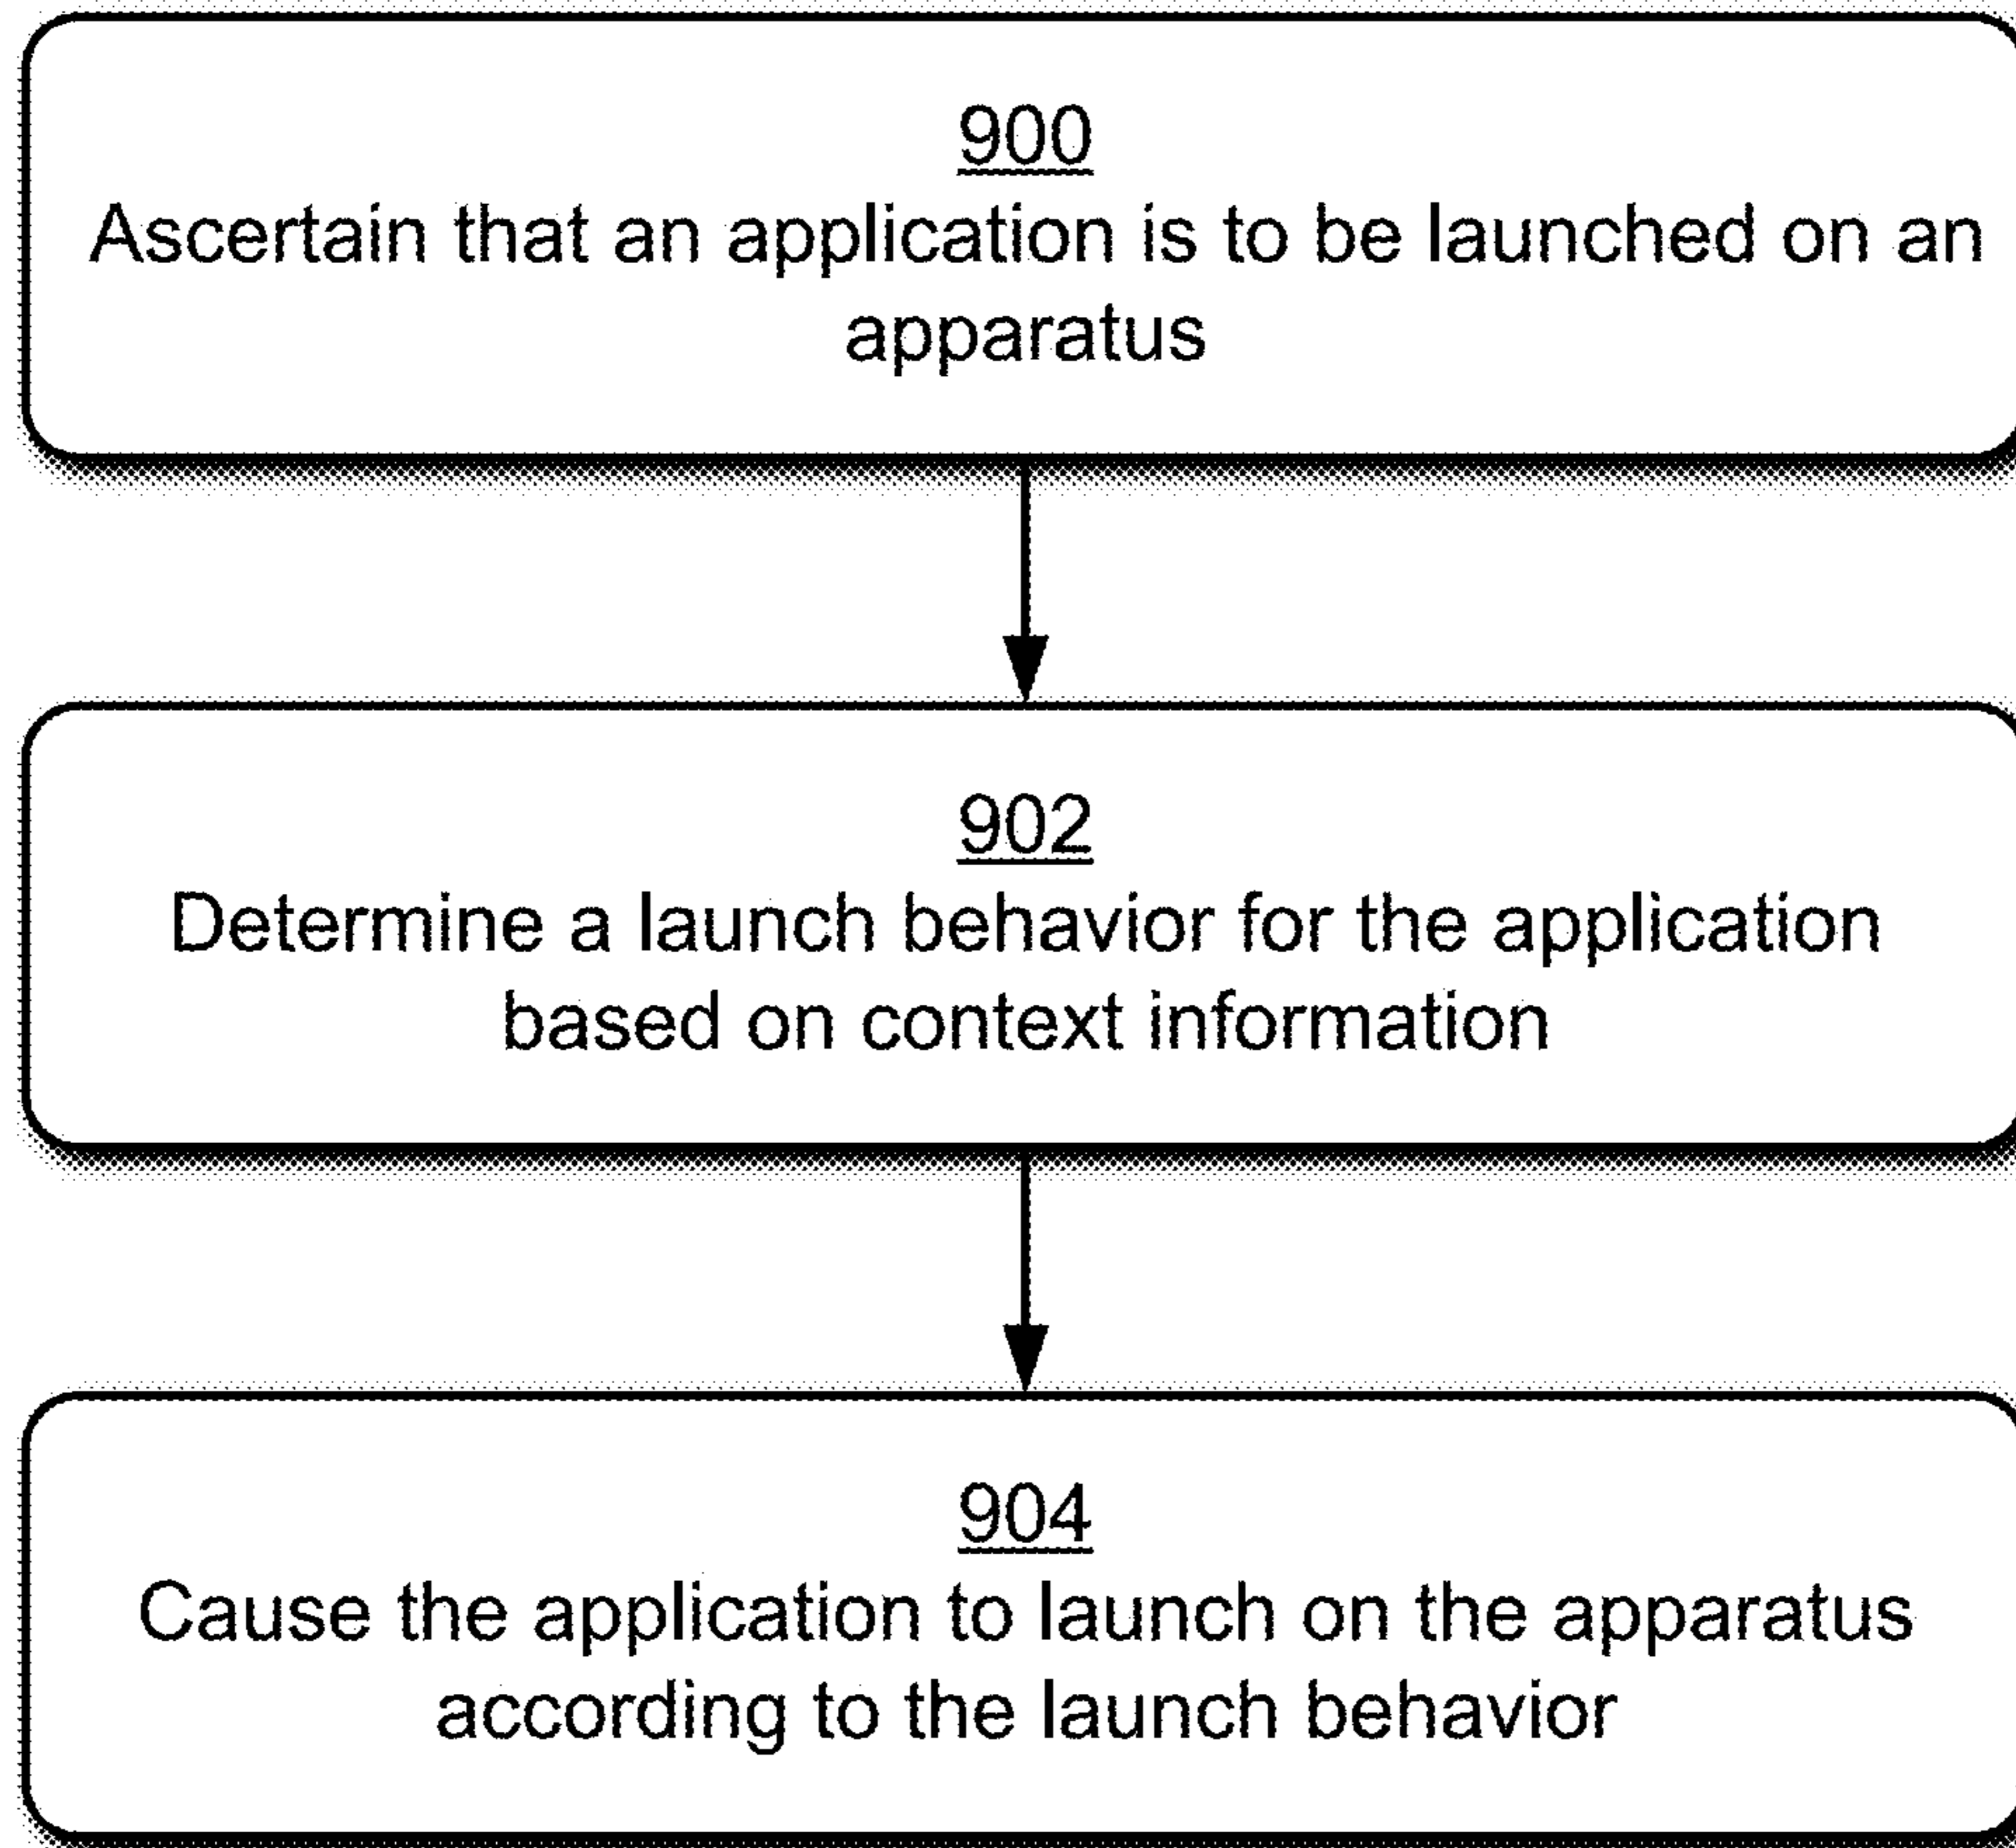 900
Ascertain that an application is to be launched on an
apparatus
902
Determine a launch behavior for the application
based on context information
904
Cause the application to launch on the apparatus
according to the launch behavior